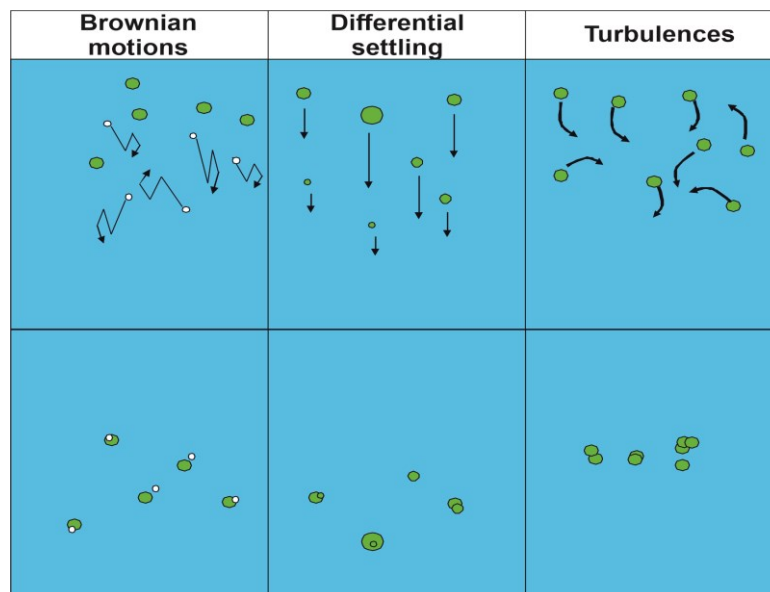 Brownian
motions
Differential
settling
Turbulences